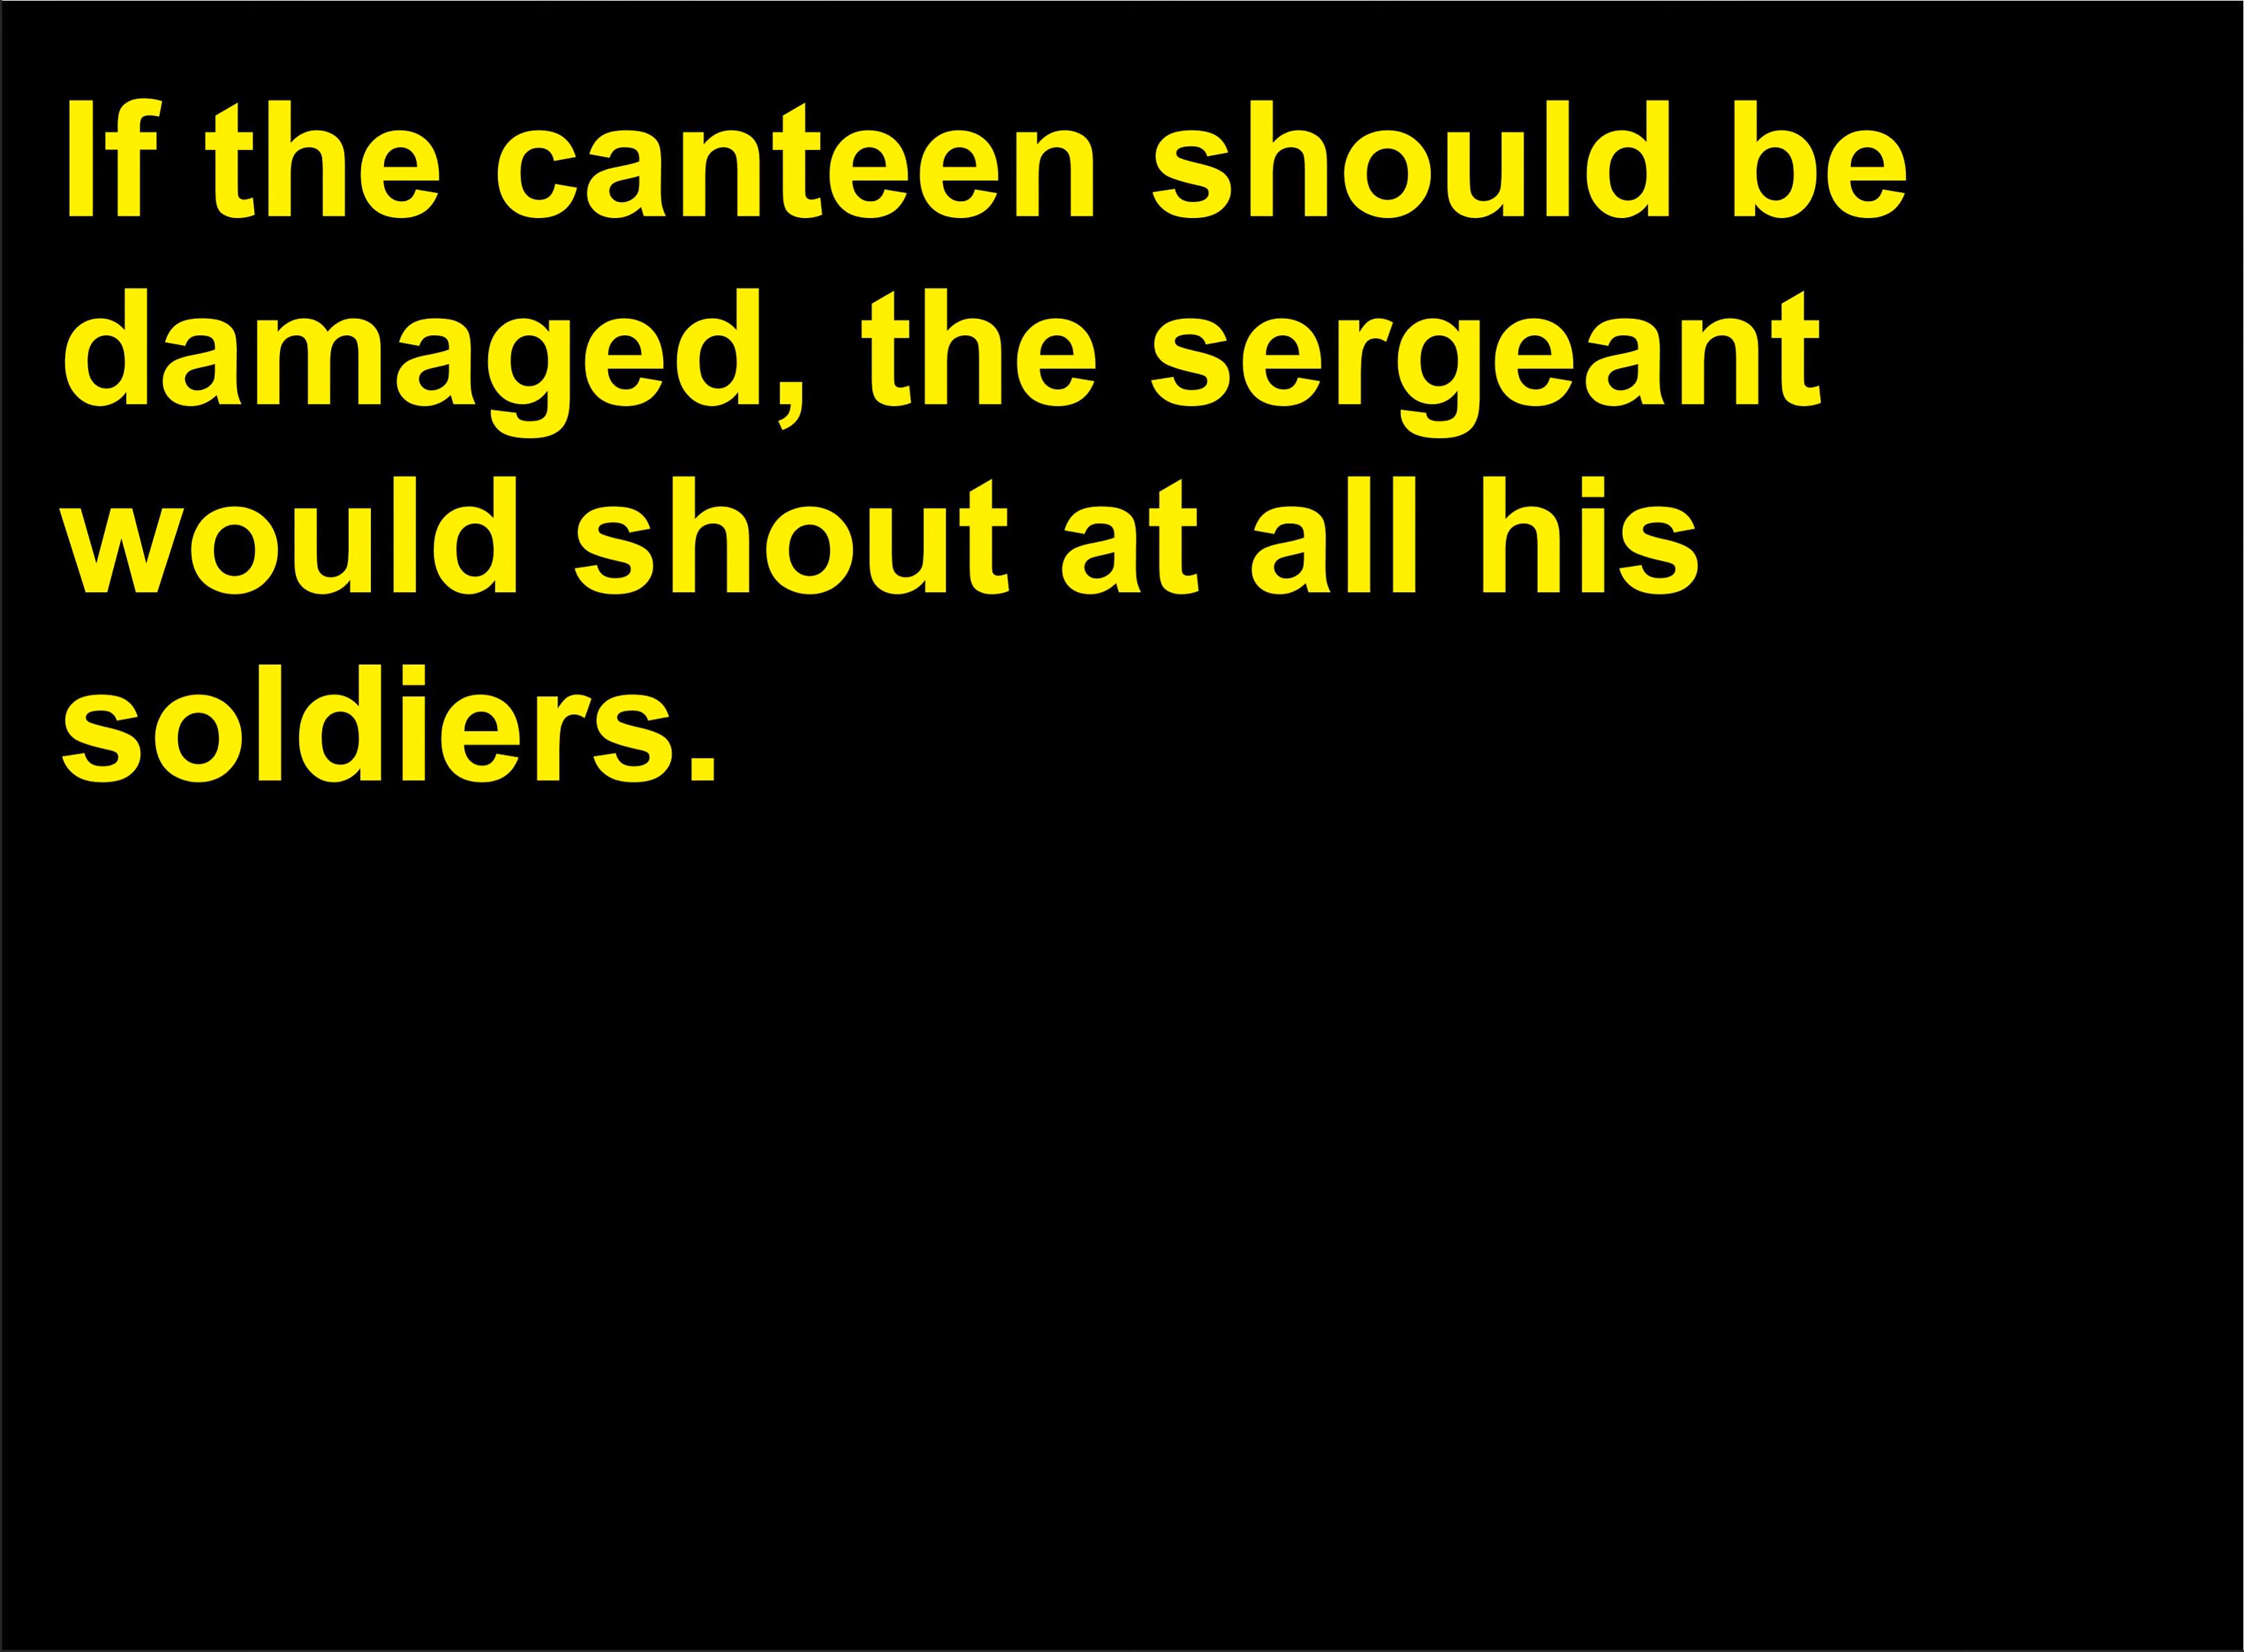 If the canteen should be
damaged, the sergeant
would shout at all his
soldiers.